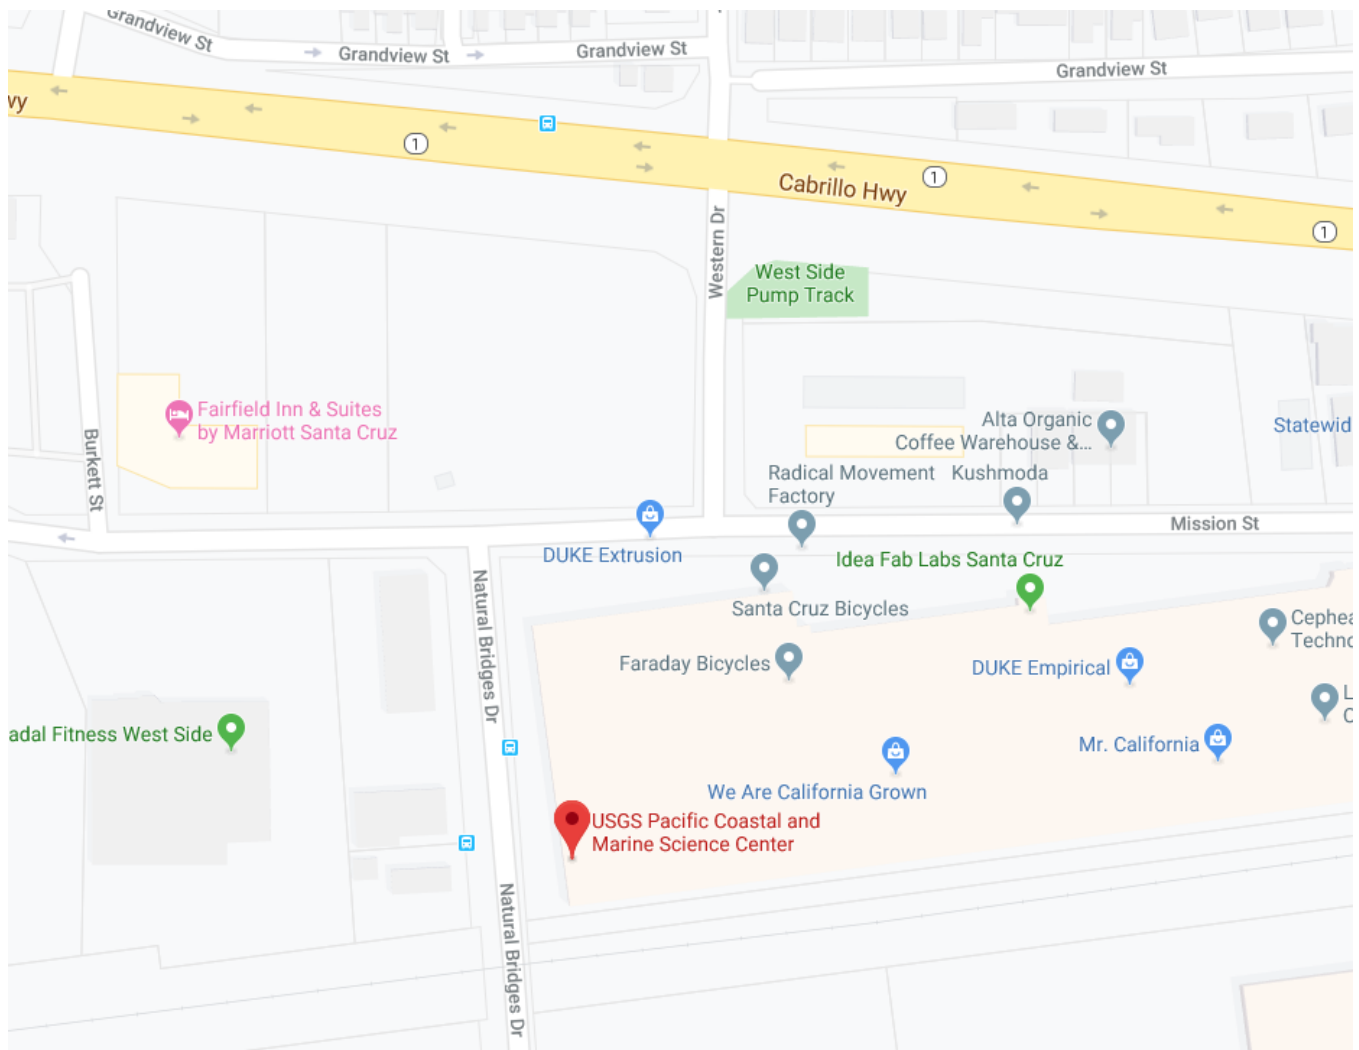 Grandview St
Grandview St
Grandview St
Grandview St
vy
1
1
Cabrillo Hwy
1
Western Dr
West Side
Pump Track
Fairfield Inn & Suites
by Marriott Santa Cruz
Burkett St
Alta Organic
Coffee Warehouse &...
Statewid
Radical Movement
Factory
Kushmoda
Mission St
DUKE Extrusion
Idea Fab Labs Santa Cruz
Natural Bridges Dr
Santa Cruz Bicycles
Cephea
Techno
Faraday Bicycles
DUKE Empirical
L
C
adal Fitness West Side
Mr. California
We Are California Grown
USGS Pacific Coastal and
Marine Science Center
Natural Bridges Dr